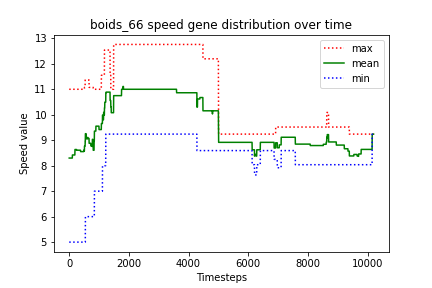 boids_66 speed gene distribution over time
max
mean
min
Speed value
13
12
11
10
9
8
7
6
5
0 2000 4000 6000 8000 10000
Timesteps